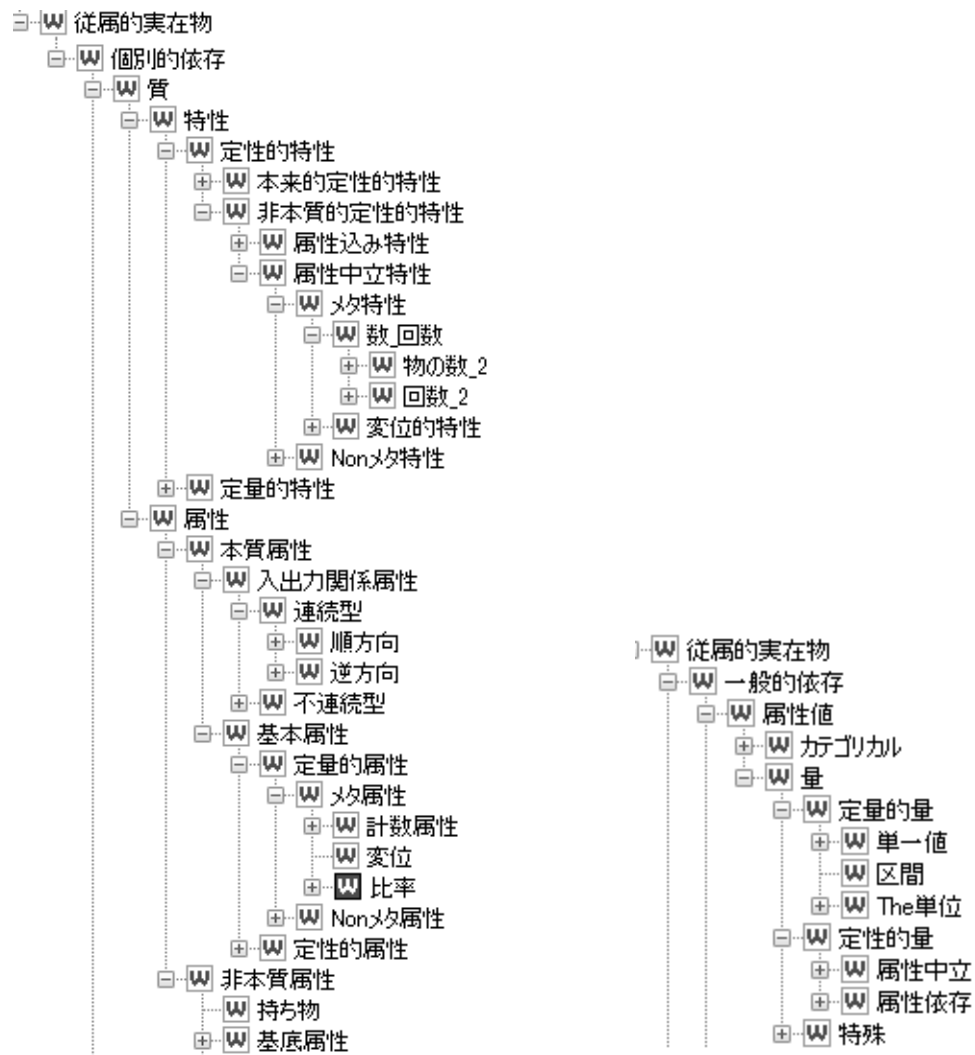 従属的実在物
個別的依存
質
特性
定性的特性
本来的定性的特性
非本質的定性的特性
属性込み特性
属性中立特性
メタ特性
数_回数
物の数_2
回数_2
変位的特性
Nonメタ特性
定量的特性
属性
本質属性
入出力関係属性
連続型
順方向
逆方向
不連続型
基本属性
定量的属性
メタ属性
計数属性
変位
比率
Nonメタ属性
定性的属性
非本質属性
持ち物
基底属性
従属的実在物
一般的依存
属性値
カテゴリカル
量
定量的量
単一値
区間
The単位
定性的量
属性中立
属性依存
特殊